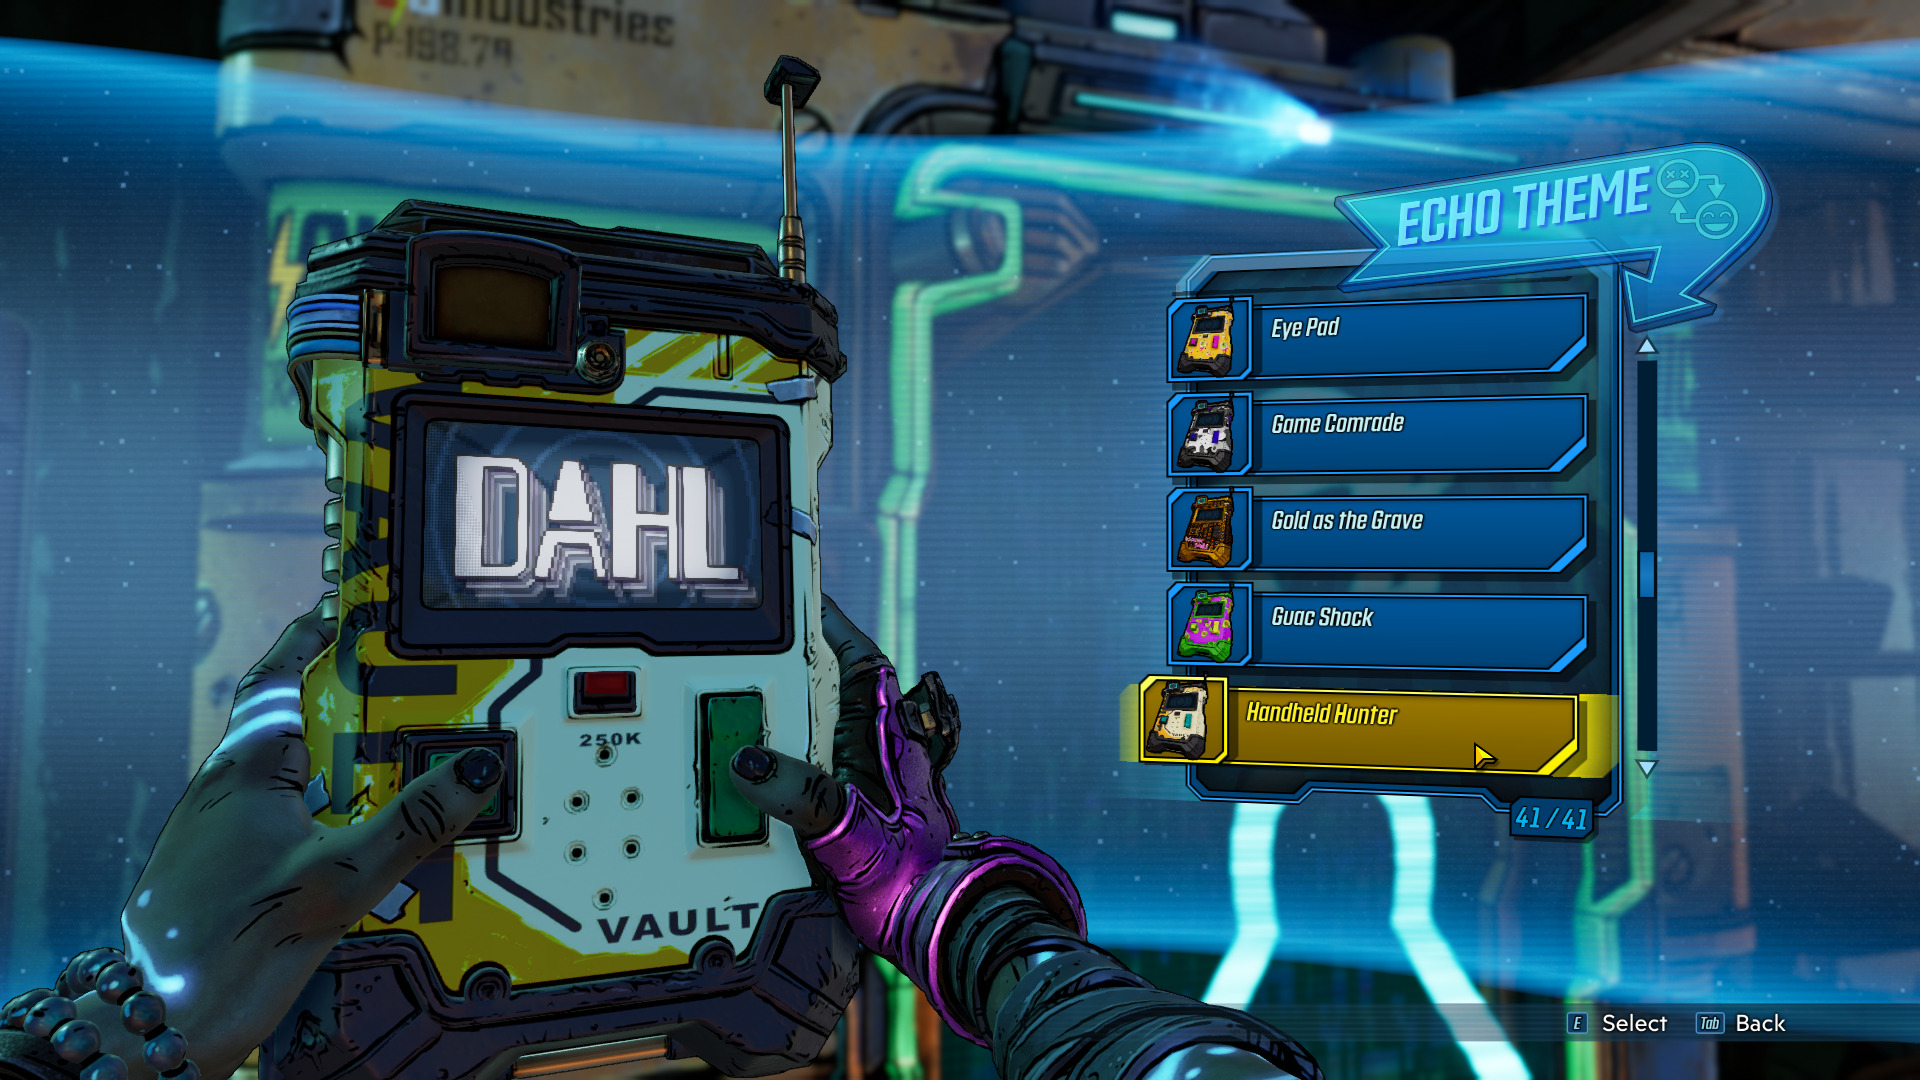 Industries
P-198.79
ECHO THEME
Eye Pad
Game Comrade
Gold as the Grave
Guac Shock
Handheld Hunter
41/41
DAHL
250K
VAULT
E Select Tab Back